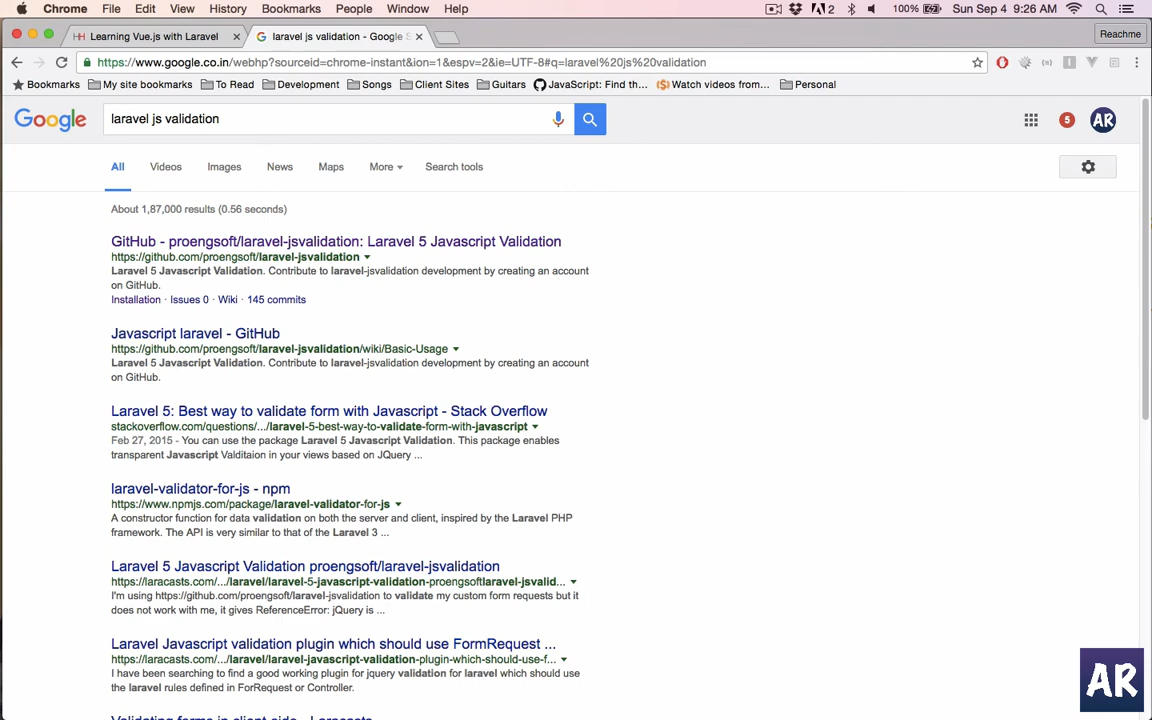 Chrome File Edit View History Bookmarks People Window Help 2 100% Sun Sep 4 9:26 AM
Learning Vue.js with Laravel laravel js validation - Google S Reachme
https://www.google.co.in/webhp?sourceid=chrome-instant&ion=1&espv=2&ie=UTF-8#q=laravel%20js%20validation
Bookmarks My site bookmarks To Read Development Songs Client Sites Guitars JavaScript: Find th... Watch videos from... Personal
Google laravel js validation 5 AR
All Videos Images News Maps More Search tools
About 1,87,000 results (0.56 seconds)
GitHub - proengsoft/laravel-jsvalidation: Laravel 5 Javascript Validation
https://github.com/proengsoft/laravel-jsvalidation
Laravel 5 Javascript Validation. Contribute to laravel-jsvalidation development by creating an account
on GitHub.
Installation · Issues 0 · Wiki · 145 commits
Javascript laravel - GitHub
https://github.com/proengsoft/laravel-jsvalidation/wiki/Basic-Usage
Laravel 5 Javascript Validation. Contribute to laravel-jsvalidation development by creating an account
on GitHub.
Laravel 5: Best way to validate form with Javascript - Stack Overflow
stackoverflow.com/questions/.../laravel-5-best-way-to-validate-form-with-javascript
Feb 27, 2015 - You can use the package Laravel 5 Javascript Validation. This package enables
transparent Javascript Valditaion in your views based on JQuery ...
laravel-validator-for-js - npm
https://www.npmjs.com/package/laravel-validator-for-js
A constructor function for data validation on both the server and client, inspired by the Laravel PHP
framework. The API is very similar to that of the Laravel 3 ...
Laravel 5 Javascript Validation proengsoft/laravel-jsvalidation
https://laracasts.com/.../laravel/laravel-5-javascript-validation-proengsoftlaravel-jsvalid...
I'm using https://github.com/proengsoft/laravel-jsvalidation to validate my custom form requests but it
does not work with me, it gives ReferenceError: jQuery is ...
Laravel Javascript validation plugin which should use FormRequest ...
https://laracasts.com/.../laravel/laravel-javascript-validation-plugin-which-should-use-f...
I have been searching to find a good working plugin for jquery validation for laravel which should use
the laravel rules defined in ForRequest or Controller.
Validating forms in client side - Laracasts
AR